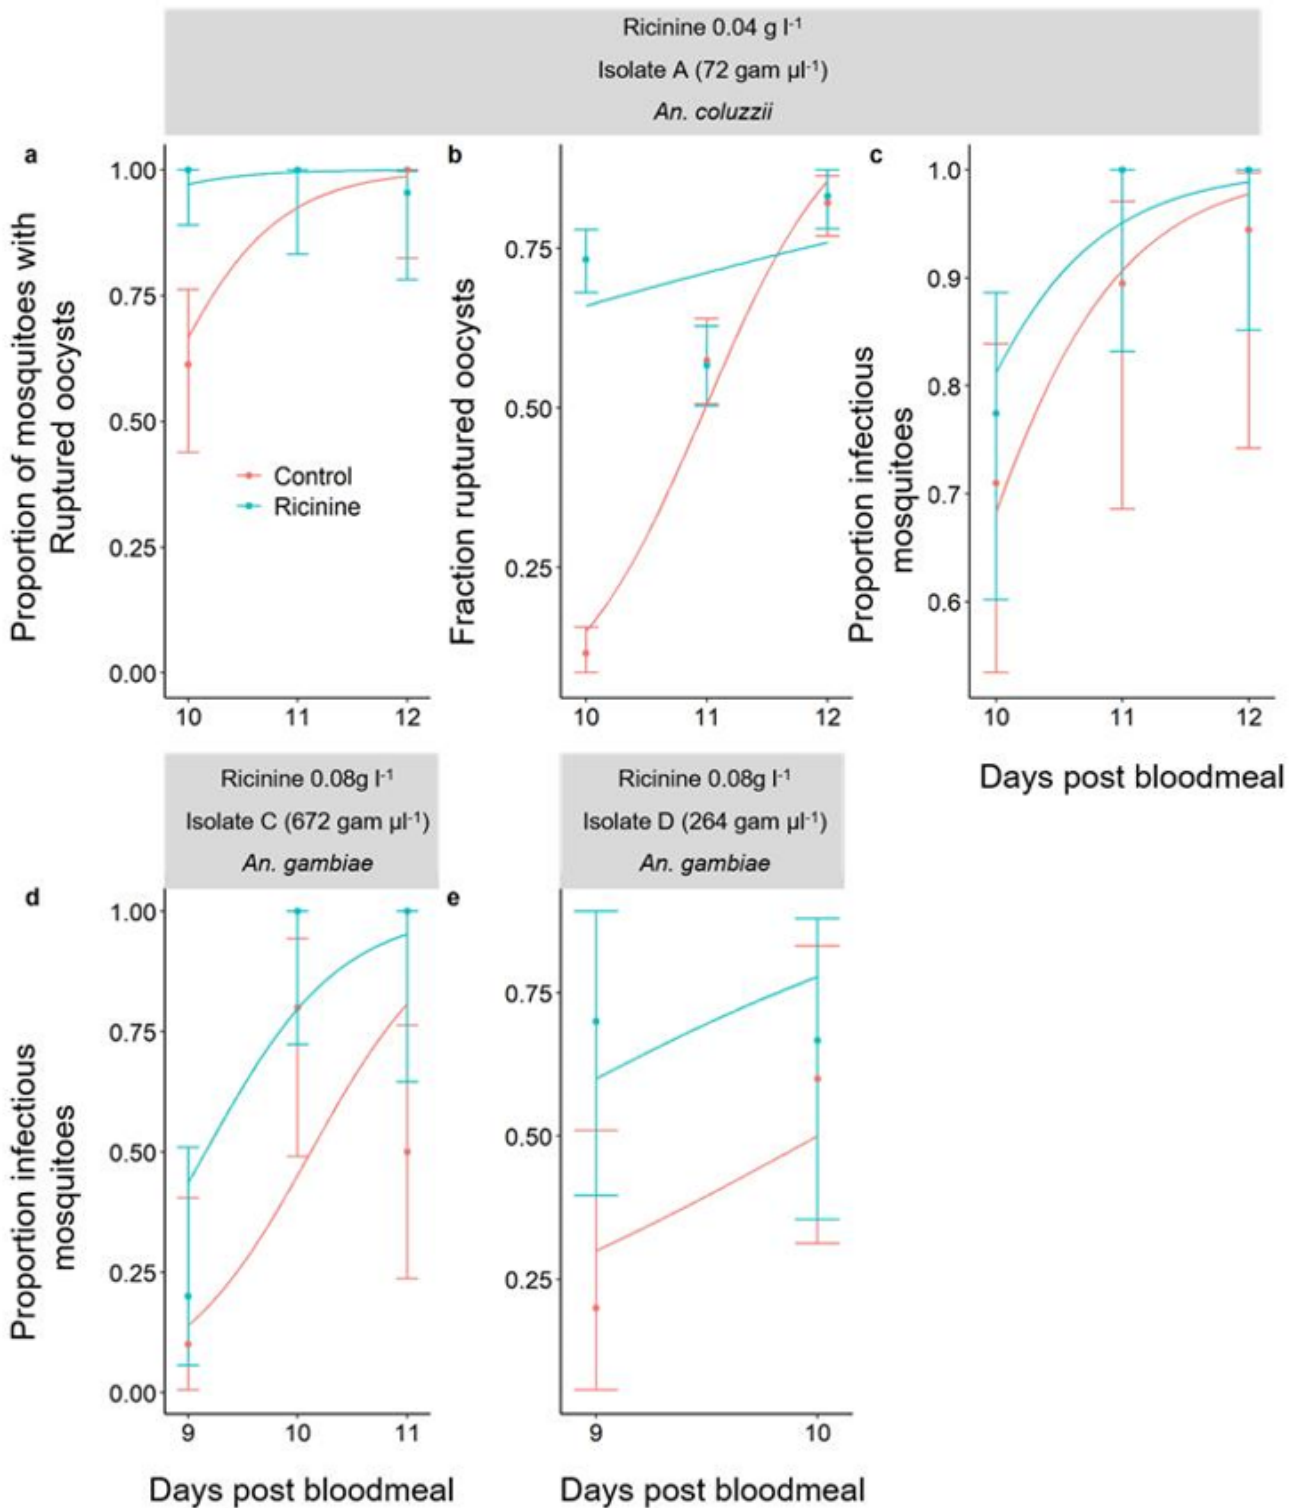 Ricinine 0.04 g l⁻¹
Isolate A (72 gam µl⁻¹)
An. coluzzii
a
Proportion of mosquitoes with
Ruptured oocysts
1.00
0.75
0.50
0.25
0.00
Control
Ricinine
10
11
12
b
Fraction ruptured oocysts
0.75
0.50
0.25
10
11
12
c
Proportion infectious
mosquitoes
1.0
0.9
0.8
0.7
0.6
10
11
12
Days post bloodmeal
Ricinine 0.08g l⁻¹
Isolate C (672 gam µl⁻¹)
An. gambiae
d
Proportion infectious
mosquitoes
1.00
0.75
0.50
0.25
0.00
9
10
11
Days post bloodmeal
Ricinine 0.08g l⁻¹
Isolate D (264 gam µl⁻¹)
An. gambiae
e
0.75
0.50
0.25
9
10
Days post bloodmeal